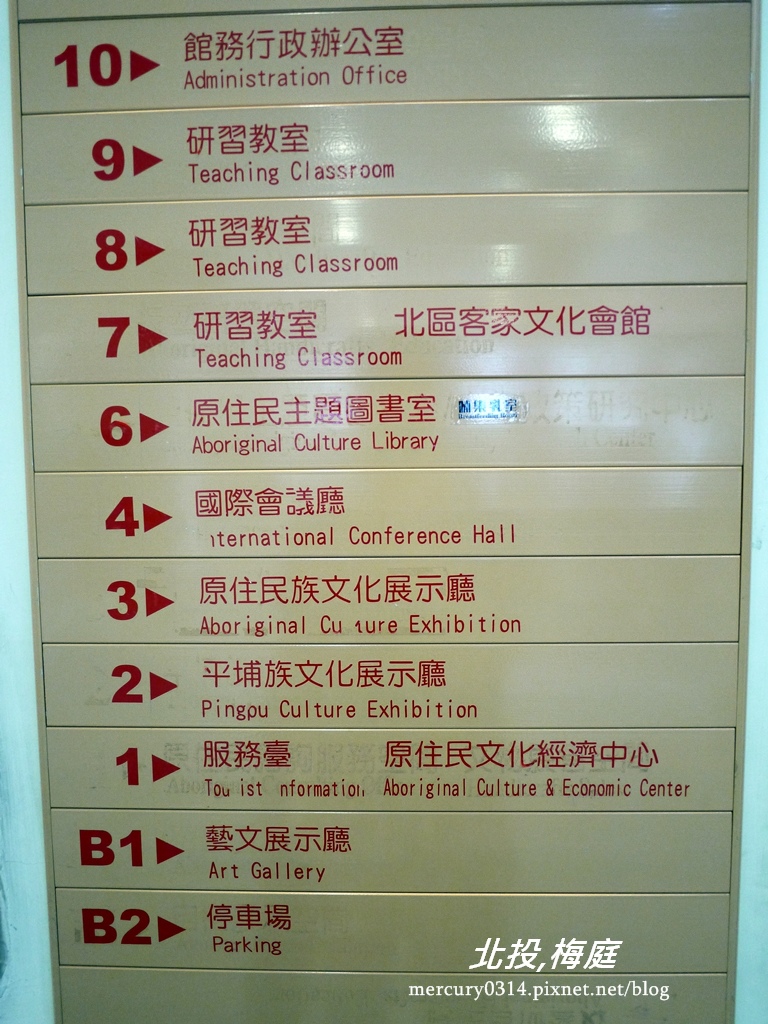 10 館務行政辦公室
Administration Office
9 研習教室
Teaching Classroom
8 研習教室
Teaching Classroom
7 研習教室 北區客家文化會館
Teaching Classroom
6 原住民主題圖書室 哺集乳室
Aboriginal Culture Library
4 國際會議廳
nternational Conference Hall
3 原住民族文化展示廳
Aboriginal Cu ture Exhibition
2 平埔族文化展示廳
Pingpu Culture Exhibition
1 服務臺 原住民文化經濟中心
Tou ist nformation Aboriginal Culture & Economic Center
B1 藝文展示廳
Art Gallery
B2 停車場
Parking
北投,梅庭
mercury0314.pixnet.net/blog